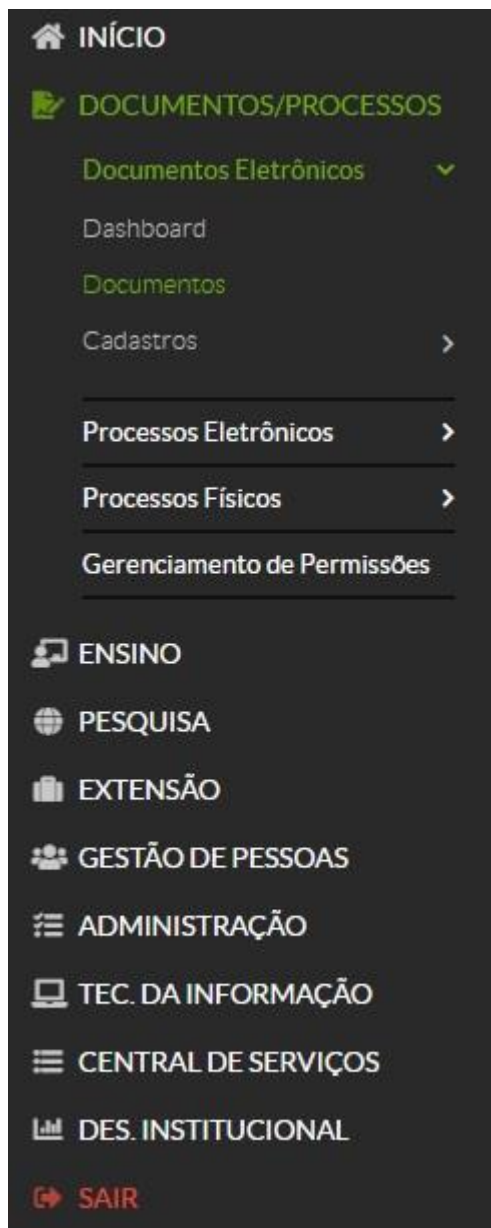 INÍCIO
DOCUMENTOS/PROCESSOS
Documentos Eletrônicos
Dashboard
Documentos
Cadastros
Processos Eletrônicos
Processos Físicos
Gerenciamento de Permissões
ENSINO
PESQUISA
EXTENSÃO
GESTÃO DE PESSOAS
ADMINISTRAÇÃO
TEC. DA INFORMAÇÃO
CENTRAL DE SERVIÇOS
DES. INSTITUCIONAL
SAIR